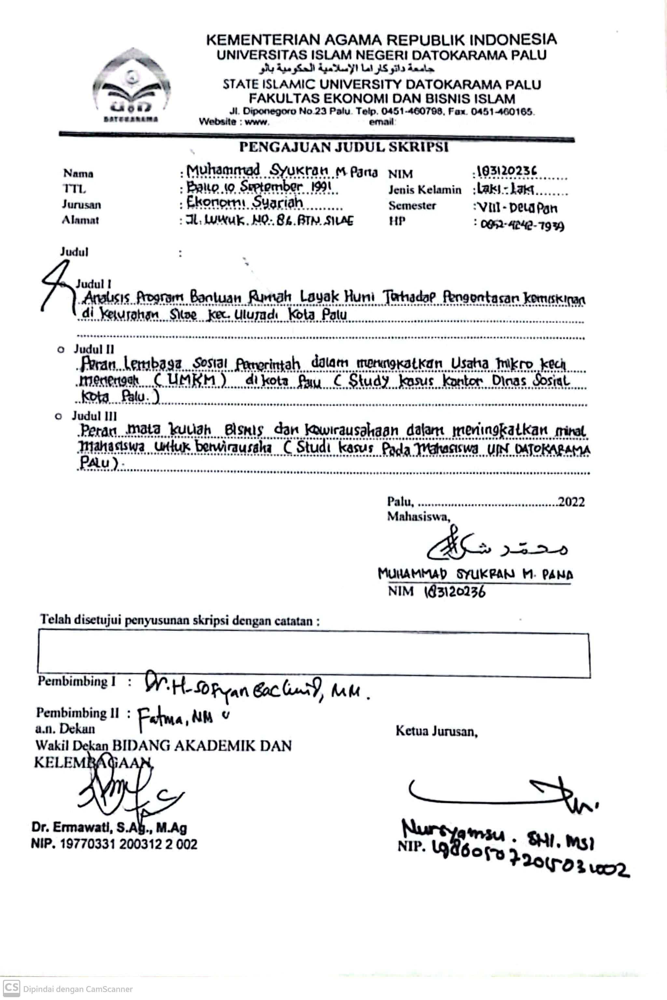 KEMENTERIAN AGAMA REPUBLIK INDONESIA
UNIVERSITAS ISLAM NEGERI DATOKARAMA PALU
جامعة داتوكاراما الإسلامية الحكومية بالو
STATE ISLAMIC UNIVERSITY DATOKARAMA PALU
FAKULTAS EKONOMI DAN BISNIS ISLAM
Jl. Diponegoro No.23 Palu. Telp. 0451-460798, Fax. 0451-460165.
Website : www. email:
DATOKARAMA
PENGAJUAN JUDUL SKRIPSI
Nama : Muhammad Syukran M. Pana NIM : 183120236
TTL : 10 September 1991 Jenis Kelamin : Laki-laki
Jurusan : Ekonomi Syariah Semester : VIII - Delapan
Alamat : Jl. LUWUK. NO. 86. BTN. SILAE HP : 0852-4242-7939
Judul :
Judul I
Analisis Program Bantuan Rumah Layak Huni Terhadap Pengentasan kemiskinan
di Kelurahan Silae Kec. Ulujadi Kota Palu
o Judul II
Peran Lembaga Sosial Pemerintah dalam meningkatkan Usaha mikro kecil
menengah (UMKM) di kota Palu (Study kasus kantor Dinas Sosial
Kota Palu.)
o Judul III
Peran mata kuliah Bisnis dan Kewirausahaan dalam meningkatkan minat
mahasiswa untuk berwirausaha (Studi kasus Pada Mahasiswa UIN DATOKARAMA
PALU).
Palu, ............................................2022
Mahasiswa,
محمد
MUHAMMAD SYUKRAN M. PANA
NIM 183120236
Telah disetujui penyusunan skripsi dengan catatan :
Pembimbing I : Dr. H. Sofyan Bachmid, MM.
Pembimbing II : Fatma, MM
a.n. Dekan Ketua Jurusan,
Wakil Dekan BIDANG AKADEMIK DAN
KELEMBAGAAN,
Dr. Ermawati, S.Ag., M.Ag
NIP. 19770331 200312 2 002
Nursyamsu. SHI. MSI
NIP. 198605072015031002
CS Dipindai dengan CamScanner